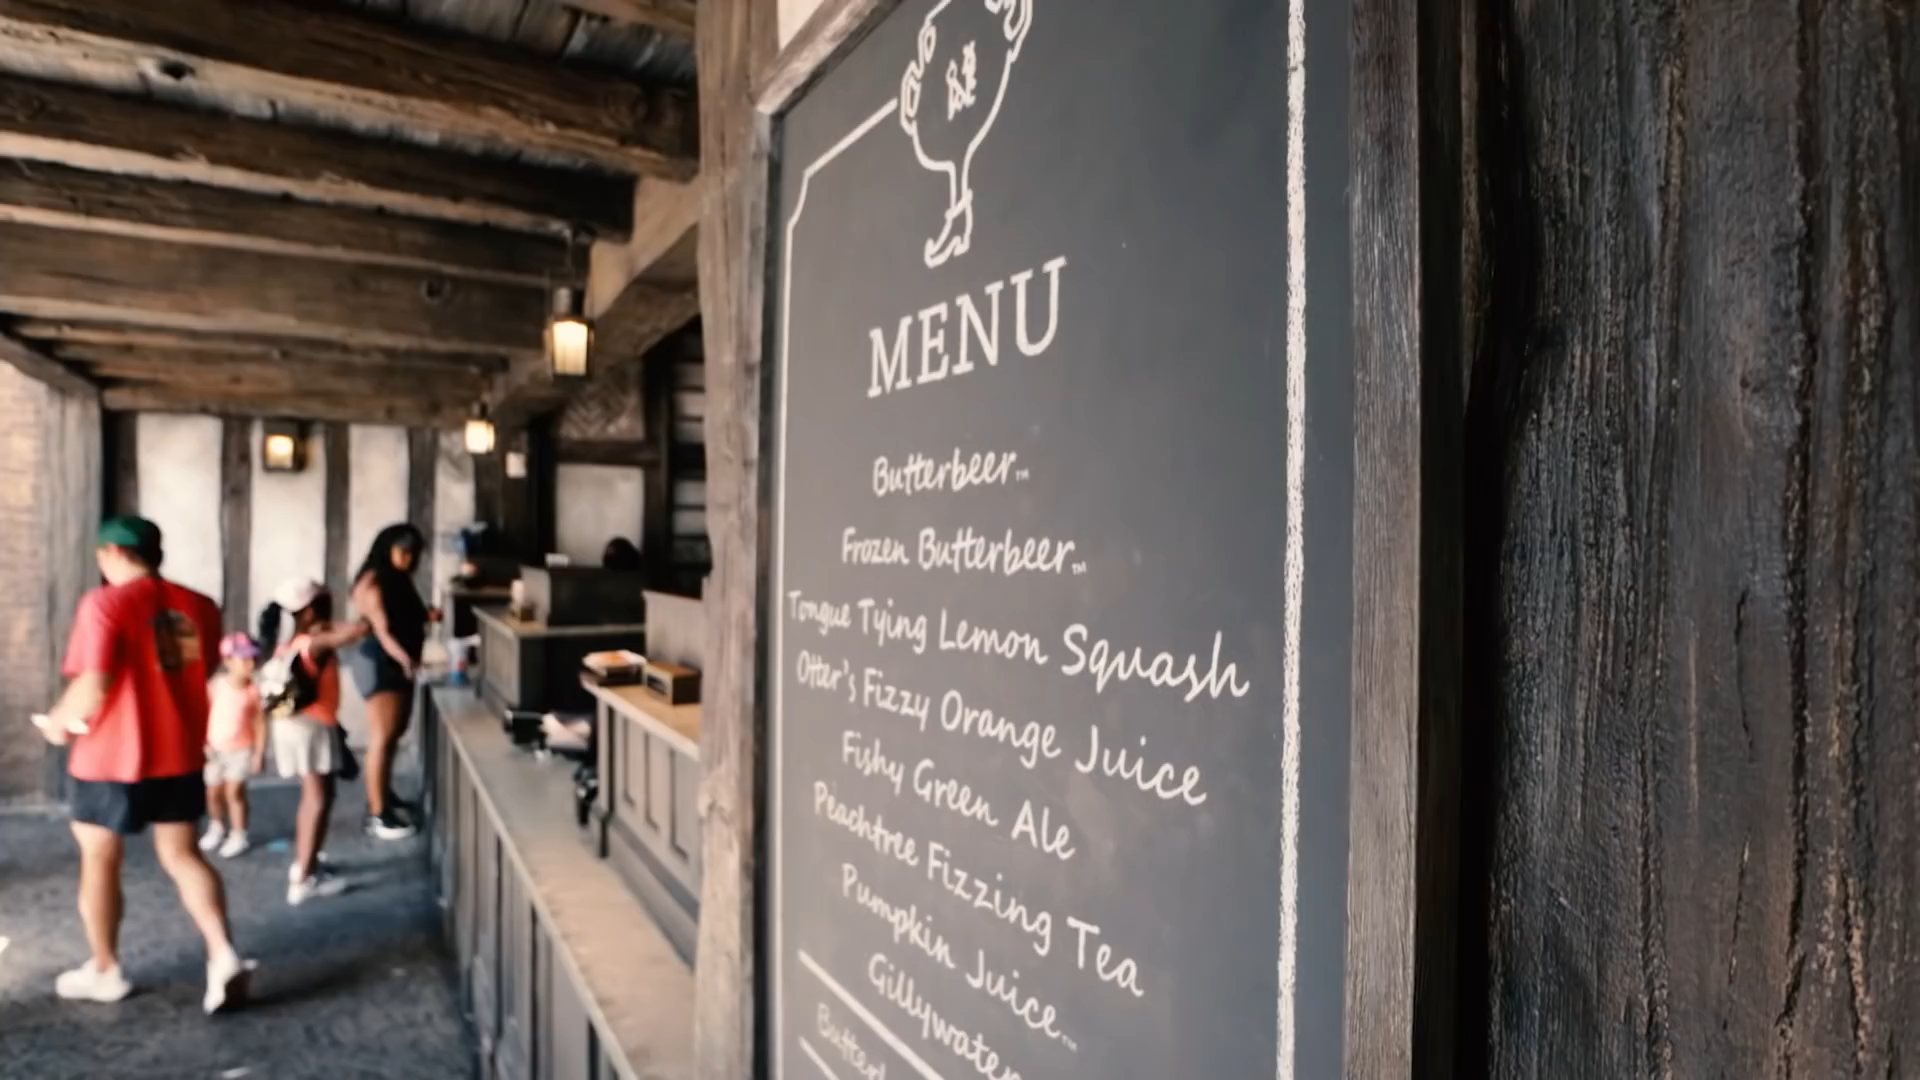 MENU
Butterbeer™
Frozen Butterbeer™
Tongue Tying Lemon Squash
Otter's Fizzy Orange Juice
Fishy Green Ale
Peachtree Fizzing Tea
Pumpkin Juice™
Gillywater